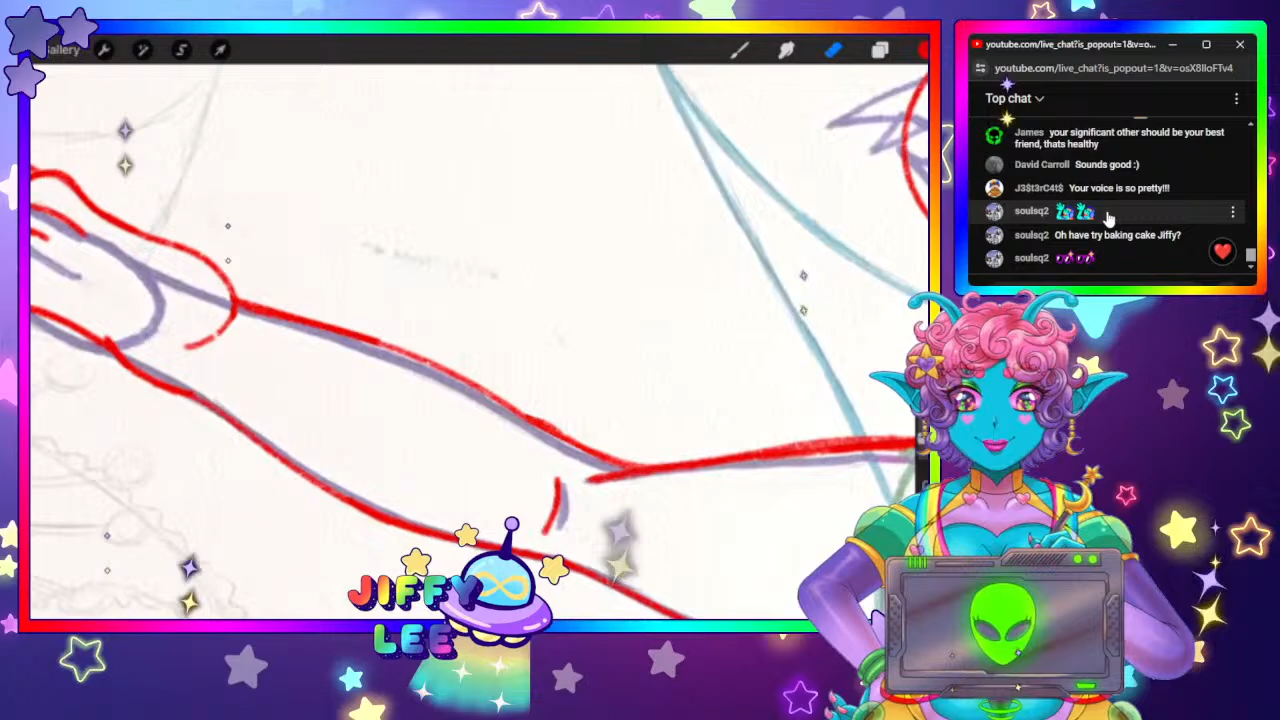 allery
youtube.com/live_chat?is_popout=1&v=o...
youtube.com/live_chat?is_popout=1&v=osX8IIoFTv4
Top chat
James your significant other should be your best
friend, thats healthy
David Carroll Sounds good :)
J3$t3rC4t$ Your voice is so pretty!!!
soulsq2
soulsq2 Oh have try baking cake Jiffy?
soulsq2
JIFFY
LEE